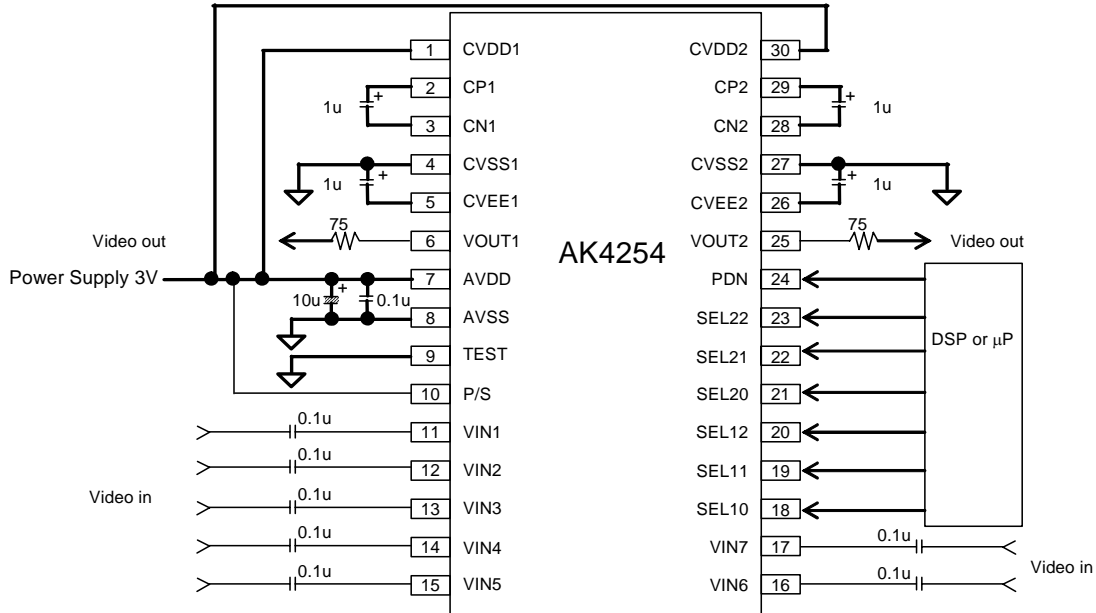 1 CVDD1 CVDD2 30
2 CP1 CP2 29
1u + + 1u
3 CN1 CN2 28
4 CVSS1 CVSS2 27
1u + + 1u
5 CVEE1 CVEE2 26
75 75
Video out 6 VOUT1 VOUT2 25 Video out
AK4254
Power Supply 3V 7 AVDD PDN 24
10u + 0.1u
8 AVSS SEL22 23
DSP or μP
9 TEST SEL21 22
10 P/S SEL20 21
0.1u
11 VIN1 SEL12 20
0.1u
12 VIN2 SEL11 19
Video in
0.1u
13 VIN3 SEL10 18
0.1u 0.1u
14 VIN4 VIN7 17
Video in
0.1u 0.1u
15 VIN5 VIN6 16